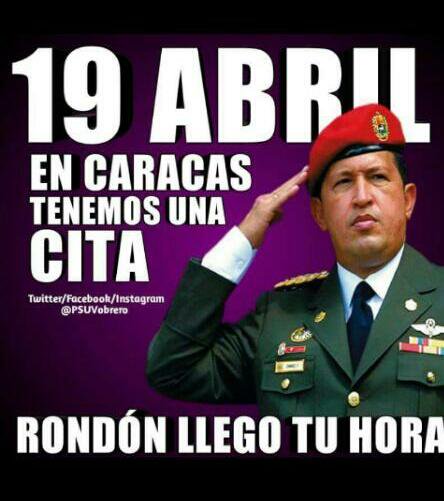 19 ABRIL
EN CARACAS
TENEMOS UNA
CITA
Twitter/Facebook/Instagram
@PSUVobrero
RONDÓN LLEGO TU HORA